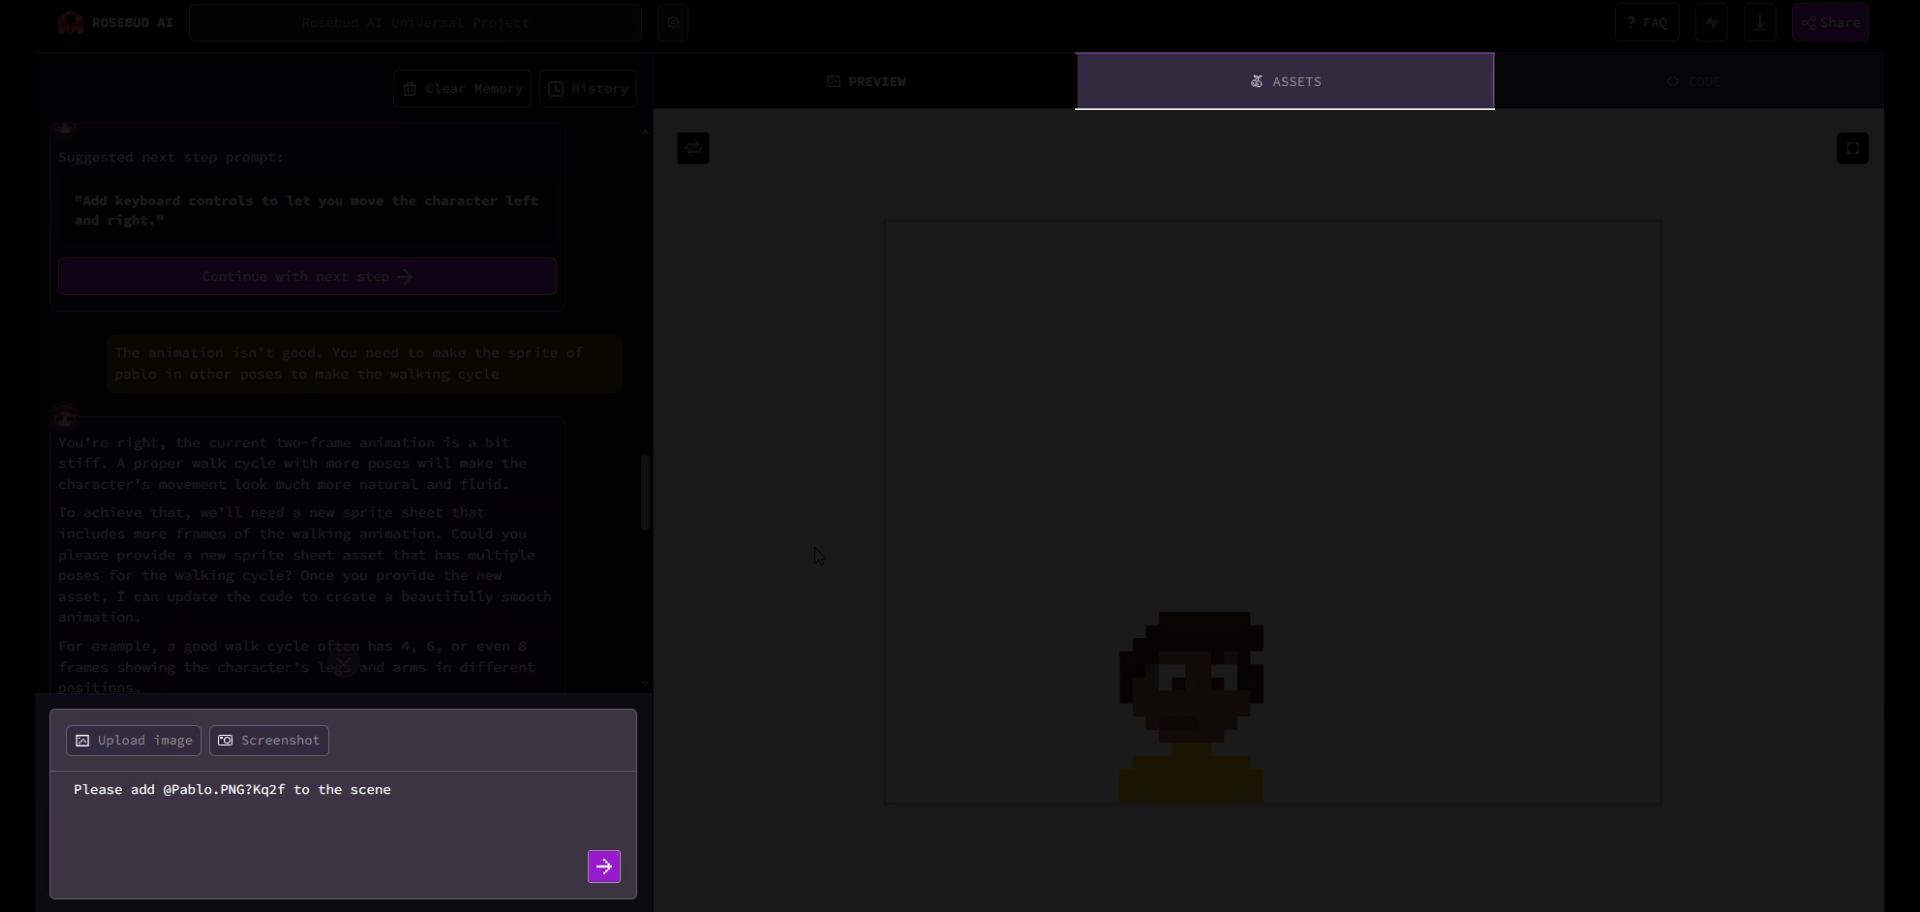 ROSEBUD AI
Rosebud AI Universal Project
? FAQ
Share
Clear Memory
History
PREVIEW
ASSETS
<> CODE
Suggested next step prompt:
"Add keyboard controls to let you move the character left
and right."
Continue with next step →
The animation isn't good. You need to make the sprite of
pablo in other poses to make the walking cycle
You're right, the current two-frame animation is a bit
stiff. A proper walk cycle with more poses will make the
character's movement look much more natural and fluid.
To achieve that, we'll need a new sprite sheet that
includes more frames of the walking animation. Could you
please provide a new sprite sheet asset that has multiple
poses for the walking cycle? Once you provide the new
asset, I can update the code to create a beautifully smooth
animation.
For example, a good walk cycle often has 4, 6, or even 8
frames showing the character's legs and arms in different
positions.
Upload image
Screenshot
Please add @Pablo.PNG?Kq2f to the scene